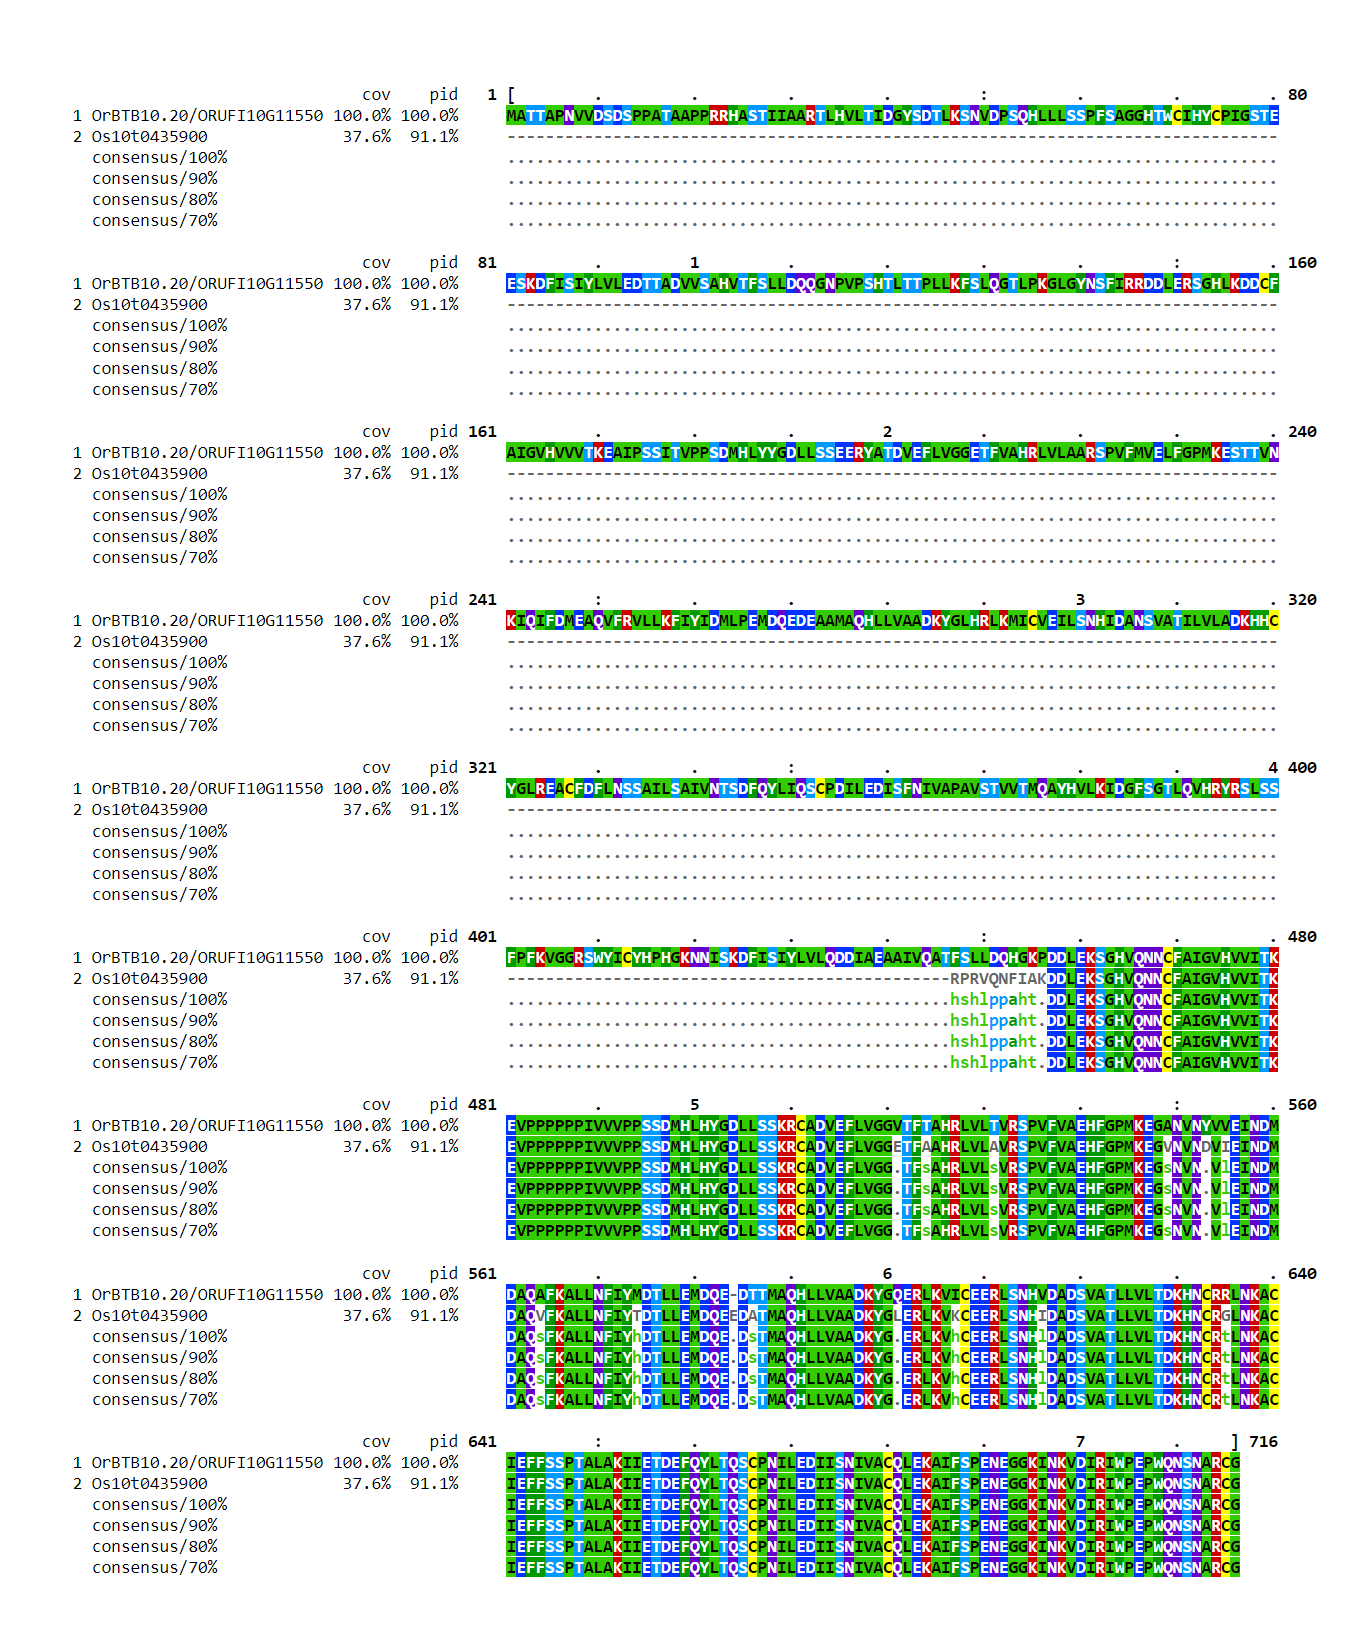 cov pid 1 [ . . . . : . . . 80
1 OrBTB10.20/ORUFI10G11550 100.0% 100.0% MATTAPNVVDSDSPPATAAPPRRHASTIIAARTLHVLTIDGYSDTLKSNVDPSQHLLLSSPFSAGGHTWCIHYCPIGSTE
2 Os10t0435900 37.6% 91.1% --------------------------------------------------------------------------------
consensus/100% ................................................................................
consensus/90% ................................................................................
consensus/80% ................................................................................
consensus/70% ................................................................................
cov pid 81 . 1 . . . . : . 160
1 OrBTB10.20/ORUFI10G11550 100.0% 100.0% ESKDFISIYLVLEDTTADVVSAHVTFSLLDQQGNPVPSHTLTTPLLKFSLQGTLPKGLGYNSFIRRDDLERSGHLKDDCF
2 Os10t0435900 37.6% 91.1% --------------------------------------------------------------------------------
consensus/100% ................................................................................
consensus/90% ................................................................................
consensus/80% ................................................................................
consensus/70% ................................................................................
cov pid 161 . . . 2 . . . . 240
1 OrBTB10.20/ORUFI10G11550 100.0% 100.0% AIGVHVVVTKEAIPSSITVPPSDMHLYYGDLLSSEERYATDVEFLVGGETFVAHRLVLAARSPVFMVELFGPMKESTTVN
2 Os10t0435900 37.6% 91.1% --------------------------------------------------------------------------------
consensus/100% ................................................................................
consensus/90% ................................................................................
consensus/80% ................................................................................
consensus/70% ................................................................................
cov pid 241 : . . . . 3 . . 320
1 OrBTB10.20/ORUFI10G11550 100.0% 100.0% KIQIFDMEAQVFRVLLKFIYIDMLPEMDQEDEAAMAQHLLVAADKYGLHRLKMICVEILSNHIDANSVATILVLADKHHC
2 Os10t0435900 37.6% 91.1% --------------------------------------------------------------------------------
consensus/100% ................................................................................
consensus/90% ................................................................................
consensus/80% ................................................................................
consensus/70% ................................................................................
cov pid 321 . . : . . . . 4 400
1 OrBTB10.20/ORUFI10G11550 100.0% 100.0% YGLREACFDFLNSSAILSAIVNTSDFQYLIQSCPDILEDISFNIVAPAVSTVVTMQAYHVLKIDGFSGTLQVHRYRSLSS
2 Os10t0435900 37.6% 91.1% --------------------------------------------------------------------------------
consensus/100% ................................................................................
consensus/90% ................................................................................
consensus/80% ................................................................................
consensus/70% ................................................................................
cov pid 401 . . . . : . . . 480
1 OrBTB10.20/ORUFI10G11550 100.0% 100.0% FPFKVGGRSWYICYHPHGKNNISKDFISIYLVLQDDIAEAAIVQATFSLLDQHGKPDDLEKSGHVQNNCFAIGVHVVITK
2 Os10t0435900 37.6% 91.1% ----------------------------------------------RPRVQNFIAKDDLEKSGHVQNNCFAIGVHVVITK
consensus/100% ..............................................hshlppaht.DDLEKSGHVQNNCFAIGVHVVITK
consensus/90% ..............................................hshlppaht.DDLEKSGHVQNNCFAIGVHVVITK
consensus/80% ..............................................hshlppaht.DDLEKSGHVQNNCFAIGVHVVITK
consensus/70% ..............................................hshlppaht.DDLEKSGHVQNNCFAIGVHVVITK
cov pid 481 . 5 . . . . : . 560
1 OrBTB10.20/ORUFI10G11550 100.0% 100.0% EVPPPPPPIVVVPPSSDMHLHYGDLLSSKRCADVEFLVGGVTFTAHRLVLTVRSPVFVAEHFGPMKEGANVNYVVEINDM
2 Os10t0435900 37.6% 91.1% EVPPPPPPIVVVPPSSDMHLHYGDLLSSKRCADVEFLVGGETFAAHRLVLAVRSPVFVAEHFGPMKEGVNVNDVIEINDM
consensus/100% EVPPPPPPIVVVPPSSDMHLHYGDLLSSKRCADVEFLVGG.TFsAHRLVLsVRSPVFVAEHFGPMKEGsNVN.VlEINDM
consensus/90% EVPPPPPPIVVVPPSSDMHLHYGDLLSSKRCADVEFLVGG.TFsAHRLVLsVRSPVFVAEHFGPMKEGsNVN.VlEINDM
consensus/80% EVPPPPPPIVVVPPSSDMHLHYGDLLSSKRCADVEFLVGG.TFsAHRLVLsVRSPVFVAEHFGPMKEGsNVN.VlEINDM
consensus/70% EVPPPPPPIVVVPPSSDMHLHYGDLLSSKRCADVEFLVGG.TFsAHRLVLsVRSPVFVAEHFGPMKEGsNVN.VlEINDM
cov pid 561 . . . 6 . . . . 640
1 OrBTB10.20/ORUFI10G11550 100.0% 100.0% DAQAFKALLNFIYMDTLLEMDQE-DTTMAQHLLVAADKYGQERLKVICEERLSNHVDADSVATLLVLTDKHNCRRLNKAC
2 Os10t0435900 37.6% 91.1% DAQVFKALLNFIYTDTLLEMDQEEDATMAQHLLVAADKYGLERLKVKCEERLSNHIDADSVATLLVLTDKHNCRGLNKAC
consensus/100% DAQsFKALLNFIYhDTLLEMDQE.DsTMAQHLLVAADKYG.ERLKVhCEERLSNHlDADSVATLLVLTDKHNCRtLNKAC
consensus/90% DAQsFKALLNFIYhDTLLEMDQE.DsTMAQHLLVAADKYG.ERLKVhCEERLSNHlDADSVATLLVLTDKHNCRtLNKAC
consensus/80% DAQsFKALLNFIYhDTLLEMDQE.DsTMAQHLLVAADKYG.ERLKVhCEERLSNHlDADSVATLLVLTDKHNCRtLNKAC
consensus/70% DAQsFKALLNFIYhDTLLEMDQE.DsTMAQHLLVAADKYG.ERLKVhCEERLSNHlDADSVATLLVLTDKHNCRtLNKAC
cov pid 641 : . . . . 7 . ] 716
1 OrBTB10.20/ORUFI10G11550 100.0% 100.0% IEFFSSPTALAKIIETDEFQYLTQSCPNILEDIISNIVACQLEKAIFSPENEGGKINKVDIRIWPEPWQNSNARCG
2 Os10t0435900 37.6% 91.1% IEFFSSPTALAKIIETDEFQYLTQSCPNILEDIISNIVACQLEKAIFSPENEGGKINKVDIRIWPEPWQNSNARCG
consensus/100% IEFFSSPTALAKIIETDEFQYLTQSCPNILEDIISNIVACQLEKAIFSPENEGGKINKVDIRIWPEPWQNSNARCG
consensus/90% IEFFSSPTALAKIIETDEFQYLTQSCPNILEDIISNIVACQLEKAIFSPENEGGKINKVDIRIWPEPWQNSNARCG
consensus/80% IEFFSSPTALAKIIETDEFQYLTQSCPNILEDIISNIVACQLEKAIFSPENEGGKINKVDIRIWPEPWQNSNARCG
consensus/70% IEFFSSPTALAKIIETDEFQYLTQSCPNILEDIISNIVACQLEKAIFSPENEGGKINKVDIRIWPEPWQNSNARCG